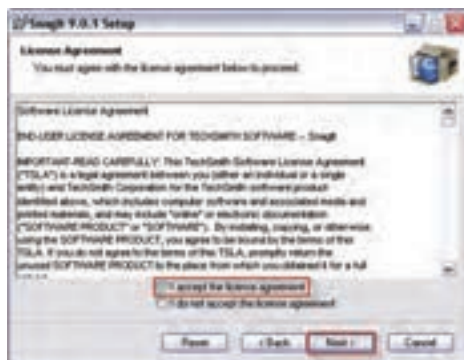 Snagit 9.0.1 Setup
License Agreement
You must agree with the license agreement below to proceed.
Software License Agreement
END-USER LICENSE AGREEMENT FOR TECHSMITH SOFTWARE – Snagit
IMPORTANT-READ CAREFULLY: This TechSmith Software License Agreement
("TSLA") is a legal agreement between you (either an individual or a single
entity) and TechSmith Corporation for the TechSmith software product
identified above, which includes computer software and associated media and
printed materials, and may include "online" or electronic documentation
("SOFTWARE PRODUCT" or "SOFTWARE"). By installing, copying, or otherwise
using the SOFTWARE PRODUCT, you agree to be bound by the terms of this
TSLA. If you do not agree to the terms of this TSLA, promptly return the
unused SOFTWARE PRODUCT to the place from which you obtained it for a full
I accept the license agreement
I do not accept the license agreement
Reset
< Back
Next >
Cancel